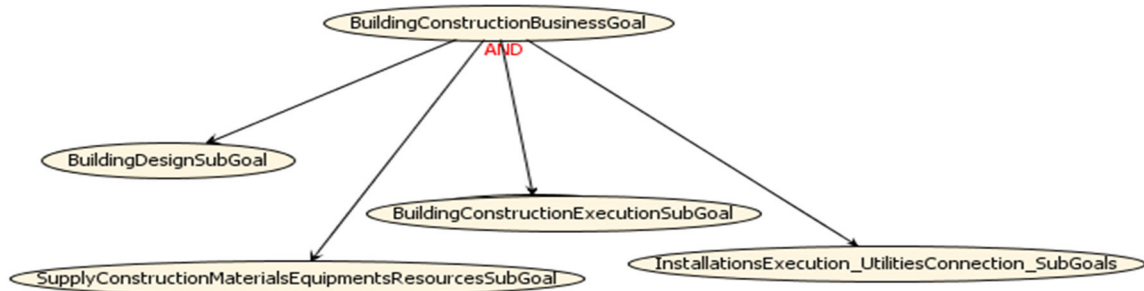 BuildingConstructionBusinessGoal
AND
BuildingDesignSubGoal
BuildingConstructionExecutionSubGoal
InstallationsExecution_UtilitiesConnection_SubGoals
SupplyConstructionMaterialsEquipmentsResourcesSubGoal